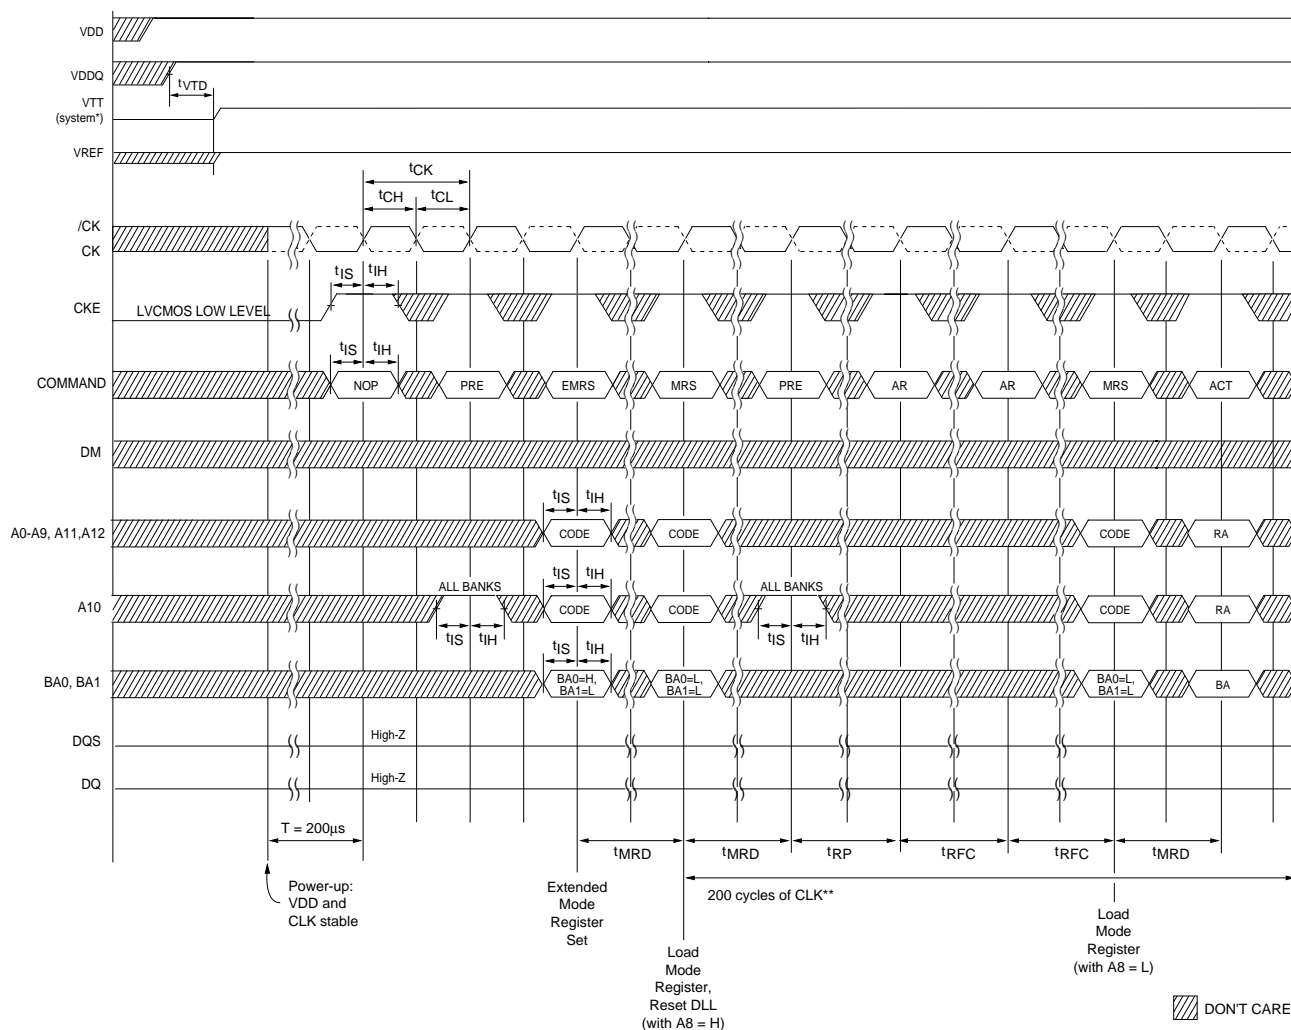 VDD
VDDQ
tVTD
VTT
(system*)
VREF
tCK
tCH
tCL
/CK
CK
tIS
tIH
CKE
LVCMOS LOW LEVEL
tIS
tIH
COMMAND
NOP
PRE
EMRS
MRS
PRE
AR
AR
MRS
ACT
DM
tIS
tIH
A0-A9, A11,A12
CODE
CODE
CODE
RA
ALL BANKS
tIS
tIH
ALL BANKS
A10
CODE
CODE
CODE
RA
tIS
tIH
tIS
tIH
tIS
tIH
BA0, BA1
BA0=H,
BA1=L
BA0=L,
BA1=L
BA0=L,
BA1=L
BA
DQS
High-Z
DQ
High-Z
T = 200µs
tMRD
tMRD
tRP
tRFC
tRFC
tMRD
Power-up:
VDD and
CLK stable
Extended
Mode
Register
Set
200 cycles of CLK**
Load
Mode
Register,
Reset DLL
(with A8 = H)
Load
Mode
Register
(with A8 = L)
DON'T CARE